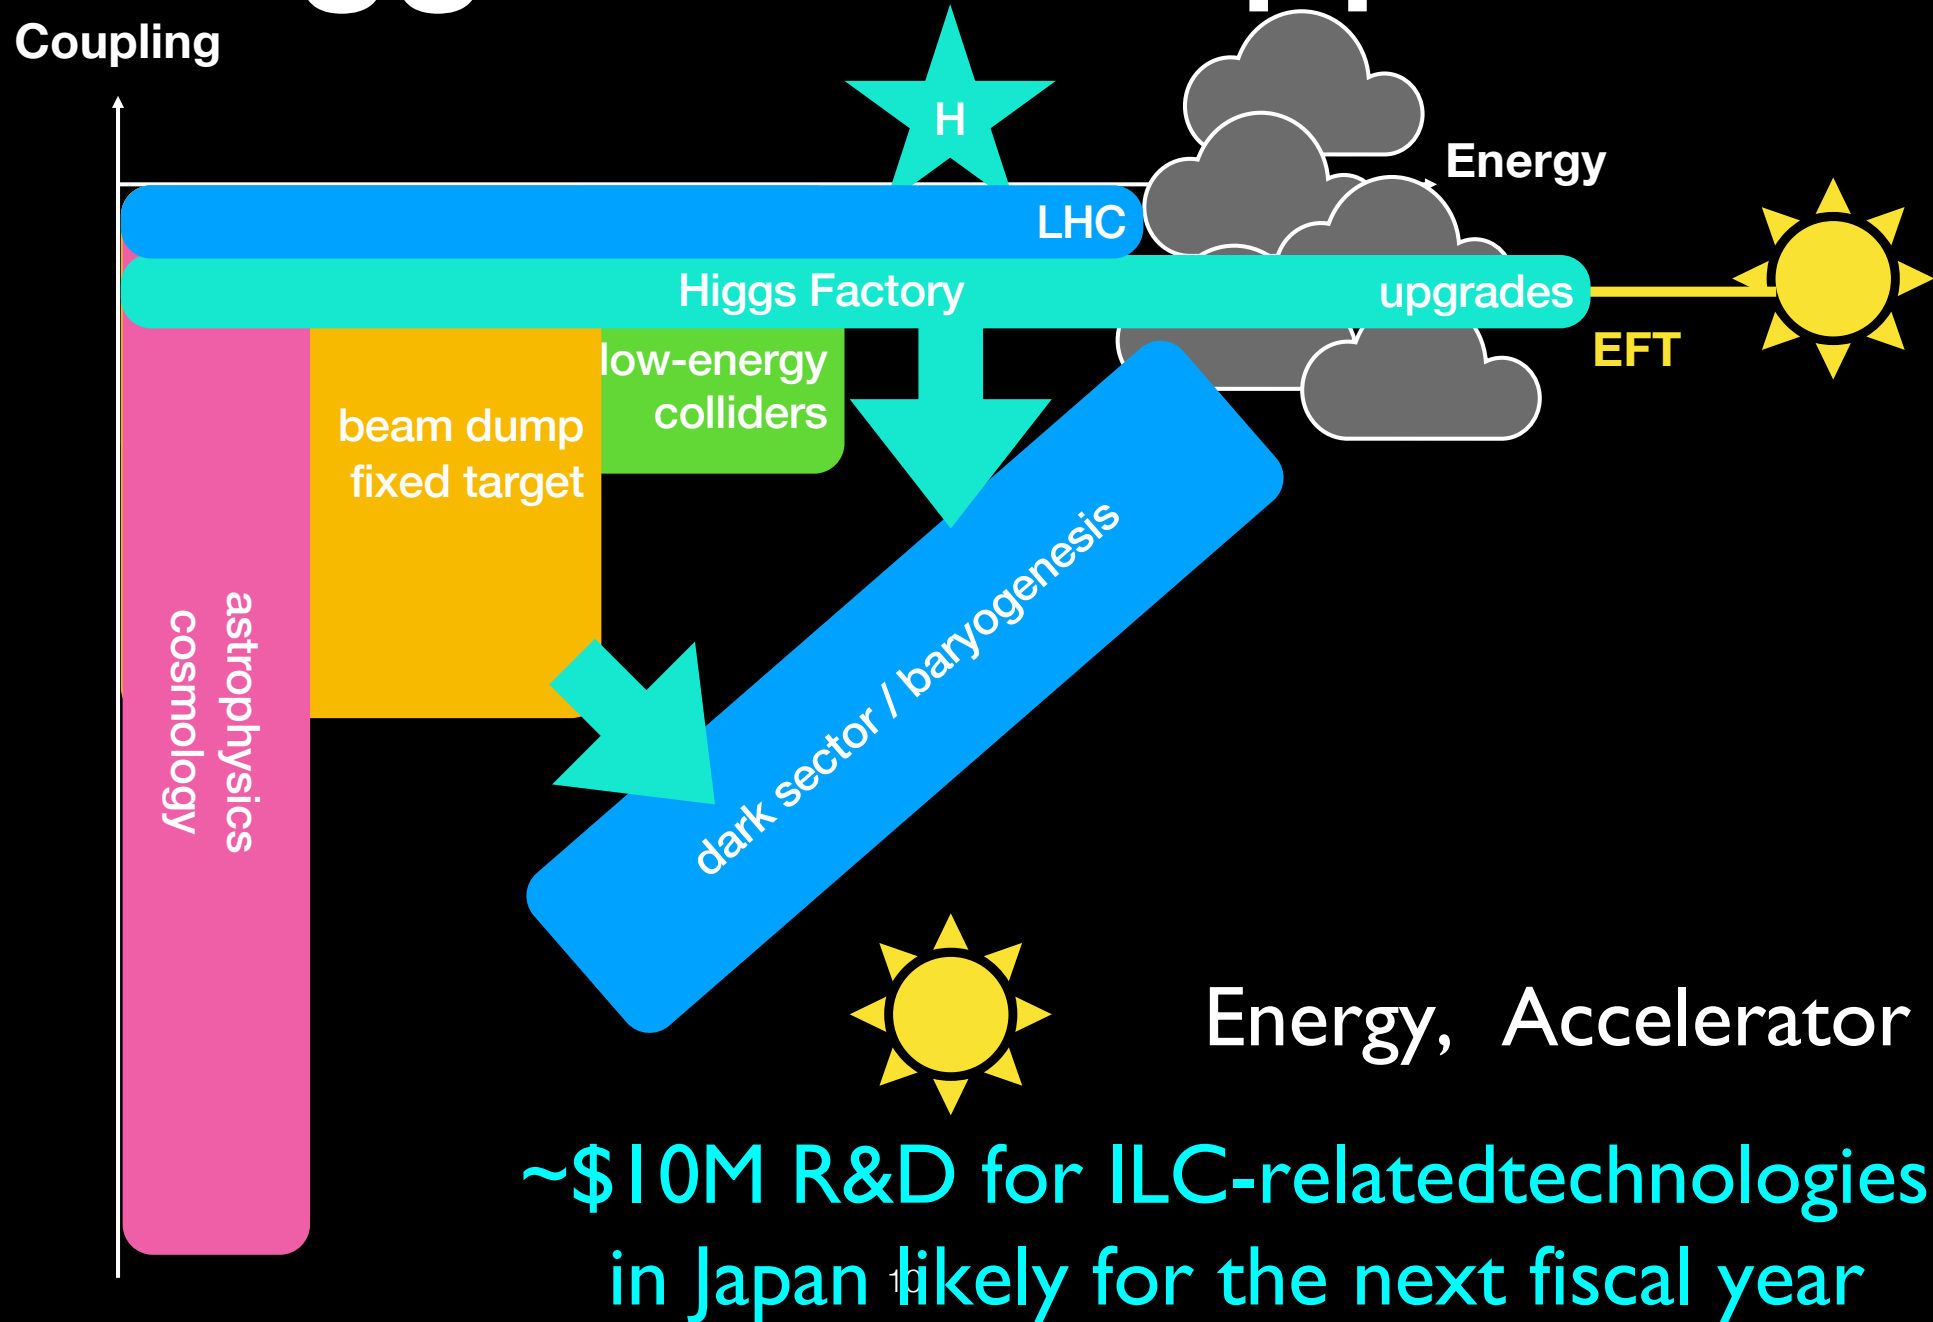 Coupling
H
Energy
LHC
Higgs Factory
upgrades
EFT
low-energy
colliders
beam dump
fixed target
astrophysics
cosmology
dark sector / baryogenesis
Energy, Accelerator
~$10M R&D for ILC-relatedtechnologies
in Japan likely for the next fiscal year
10